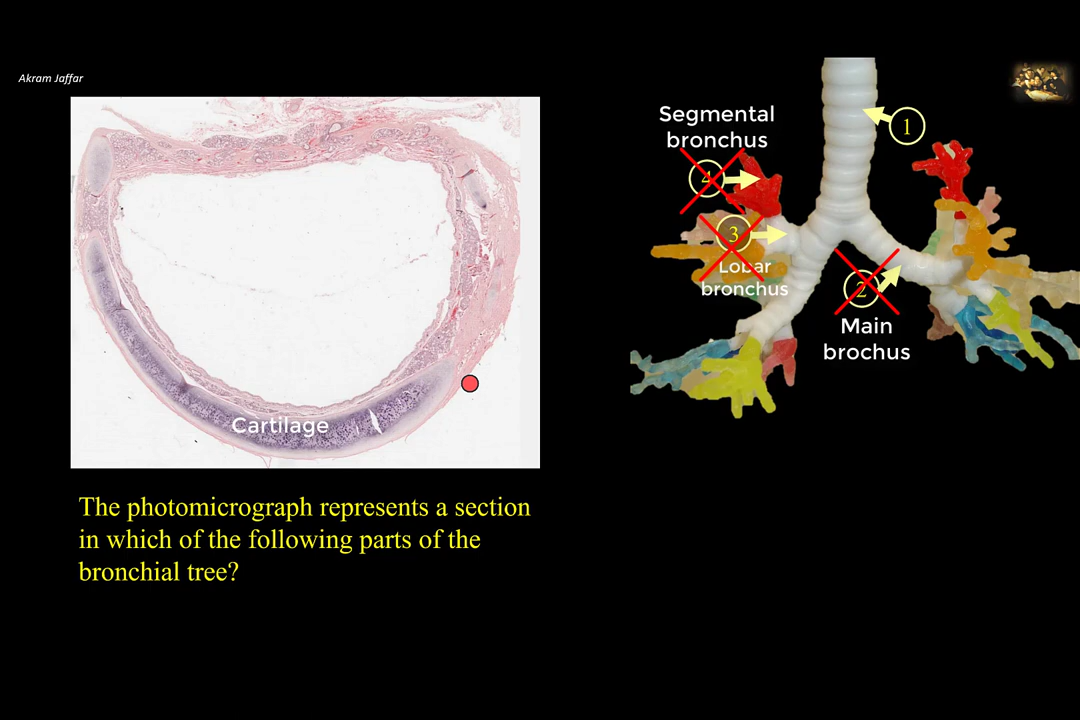 Akram Jaffar
Segmental
bronchus
1
4
3
Lobar
bronchus
2
Main
brochus
Cartilage
The photomicrograph represents a section
in which of the following parts of the
bronchial tree?